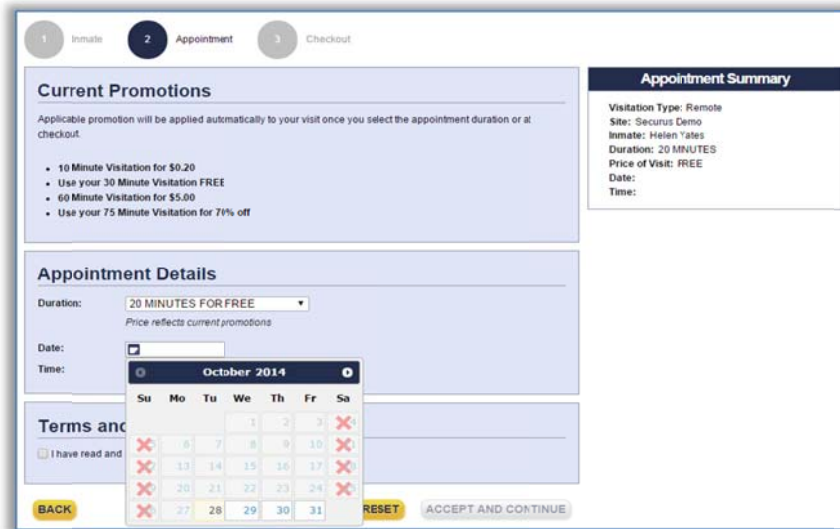 1 Inmate 2 Appointment 3 Checkout
Current Promotions
Applicable promotion will be applied automatically to your visit once you select the appointment duration or at
checkout.
• 10 Minute Visitation for $0.20
• Use your 30 Minute Visitation FREE
• 60 Minute Visitation for $5.00
• Use your 75 Minute Visitation for 70% off
Appointment Summary
Visitation Type: Remote
Site: Securus Demo
Inmate: Helen Yates
Duration: 20 MINUTES
Price of Visit: FREE
Date:
Time:
Appointment Details
Duration: 20 MINUTES FOR FREE
Price reflects current promotions
Date:
Time:
October 2014
Su Mo Tu We Th Fr Sa
1 2 3 4
5 6 7 8 9 10
13 14 15 16 17
20 21 22 23 24
27 28 29 30 31
Terms and
I have read and
BACK RESET ACCEPT AND CONTINUE